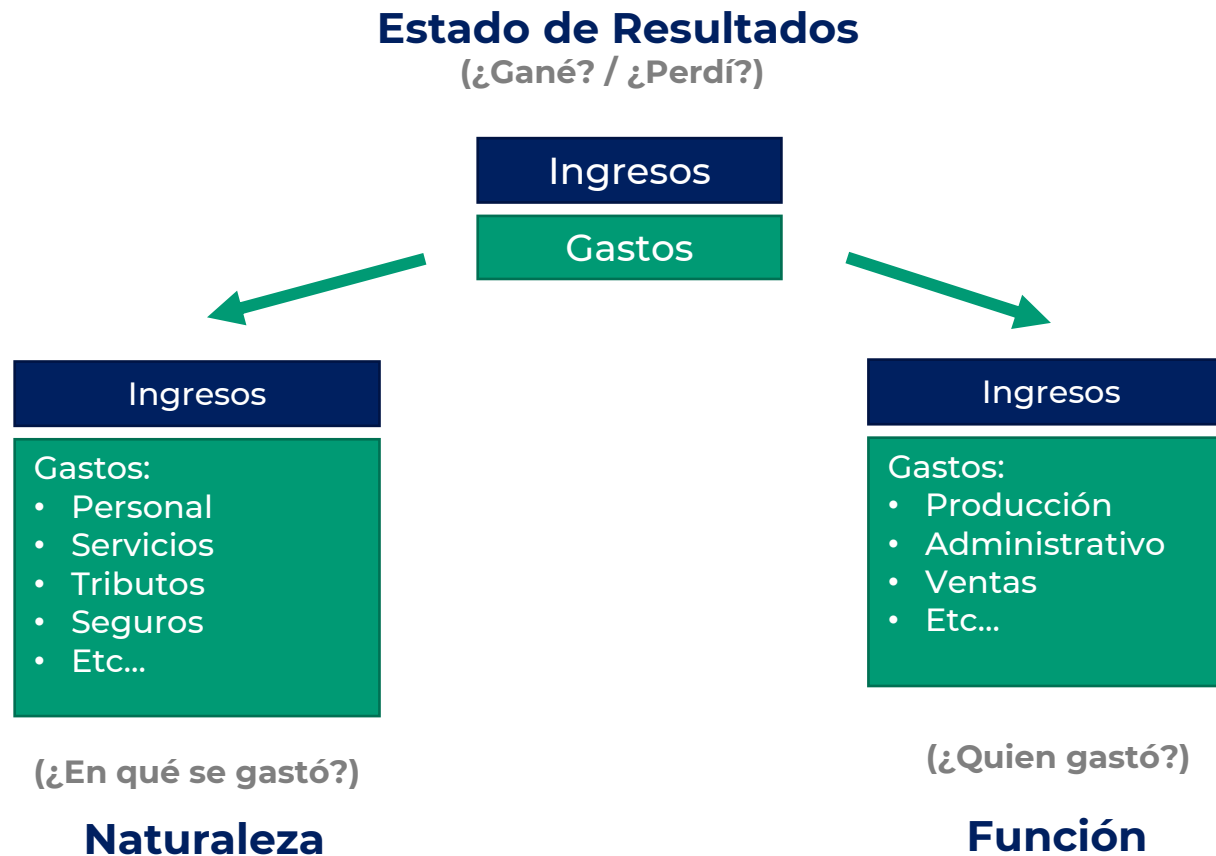 Estado de Resultados
(¿Gané? / ¿Perdí?)
Ingresos
Gastos
Ingresos
Gastos:
• Personal
• Servicios
• Tributos
• Seguros
• Etc...
(¿En qué se gastó?)
Naturaleza
Ingresos
Gastos:
• Producción
• Administrativo
• Ventas
• Etc...
(¿Quien gastó?)
Función